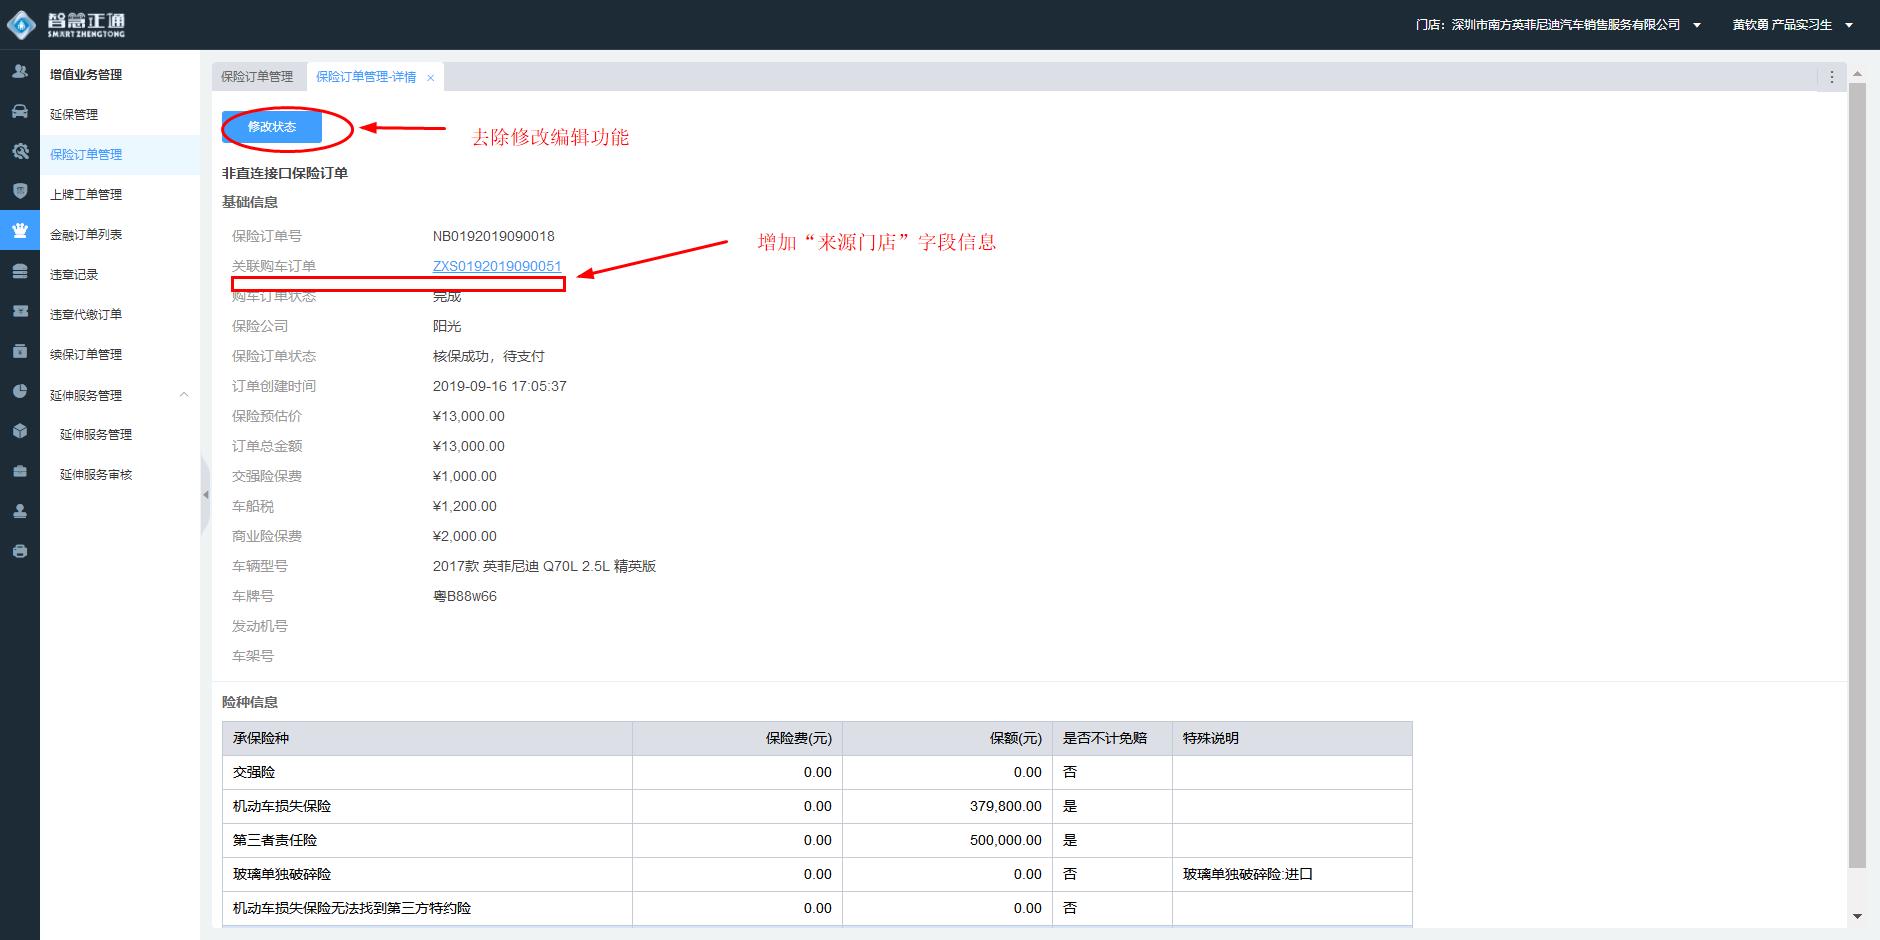 智慧正通
SMART ZHENGTONG
门店：深圳市南方英菲尼迪汽车销售服务有限公司
黄钦勇 产品实习生
增值业务管理
延保管理
保险订单管理
上牌工单管理
金融订单列表
违章记录
违章代缴订单
续保订单管理
延伸服务管理
延伸服务管理
延伸服务审核
保险订单管理
保险订单管理-详情
修改状态
去除修改编辑功能
非直连接口保险订单
基础信息
保险订单号 NB0192019090018
关联购车订单 ZXS0192019090051
增加“来源门店”字段信息
购车订单状态 完成
保险公司 阳光
保险订单状态 核保成功，待支付
订单创建时间 2019-09-16 17:05:37
保险预估价 ¥13,000.00
订单总金额 ¥13,000.00
交强险保费 ¥1,000.00
车船税 ¥1,200.00
商业险保费 ¥2,000.00
车辆型号 2017款 英菲尼迪 Q70L 2.5L 精英版
车牌号 粤B88w66
发动机号
车架号
险种信息
承保险种 保险费(元) 保额(元) 是否不计免赔 特殊说明
交强险 0.00 0.00 否
机动车损失保险 0.00 379,800.00 是
第三者责任险 0.00 500,000.00 是
玻璃单独破碎险 0.00 0.00 否 玻璃单独破碎险:进口
机动车损失保险无法找到第三方特约险 0.00 0.00 否